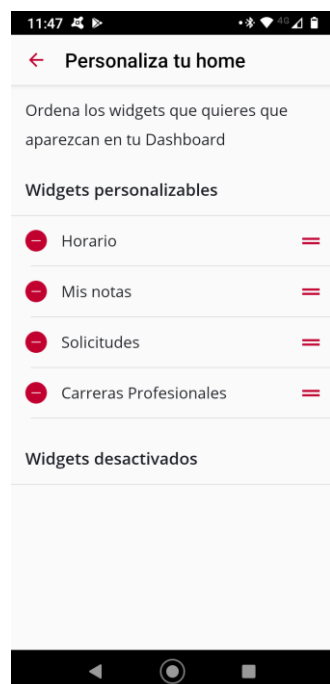 11:47 4G
Personaliza tu home
Ordena los widgets que quieres que
aparezcan en tu Dashboard
Widgets personalizables
Horario
Mis notas
Solicitudes
Carreras Profesionales
Widgets desactivados